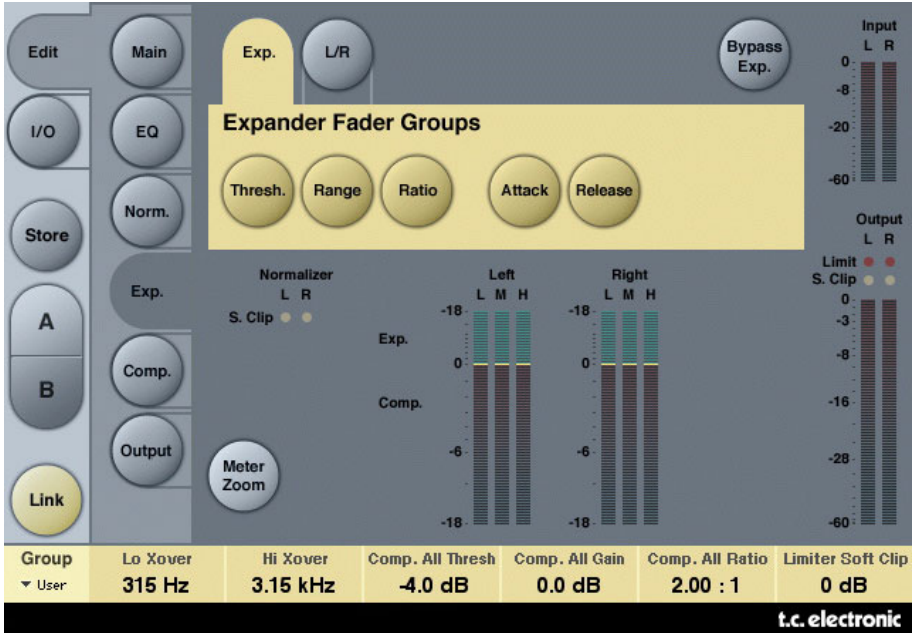 Edit
Main
Exp.
L/R
Bypass
Exp.
Input
L R
0
-8
-20
-60
I/O
EQ
Expander Fader Groups
Thresh.
Range
Ratio
Attack
Release
Store
Norm.
Output
L R
Limit
S. Clip
0
-3
-8
-16
-28
-60
Exp.
Normalizer
L R
S. Clip
Left
L M H
Right
L M H
-18
-18
Exp.
0
0
Comp.
-6
-6
-18
-18
A
B
Comp.
Output
Meter
Zoom
Link
Group
User
Lo Xover
315 Hz
Hi Xover
3.15 kHz
Comp. All Thresh
-4.0 dB
Comp. All Gain
0.0 dB
Comp. All Ratio
2.00 : 1
Limiter Soft Clip
0 dB
t.c. electronic